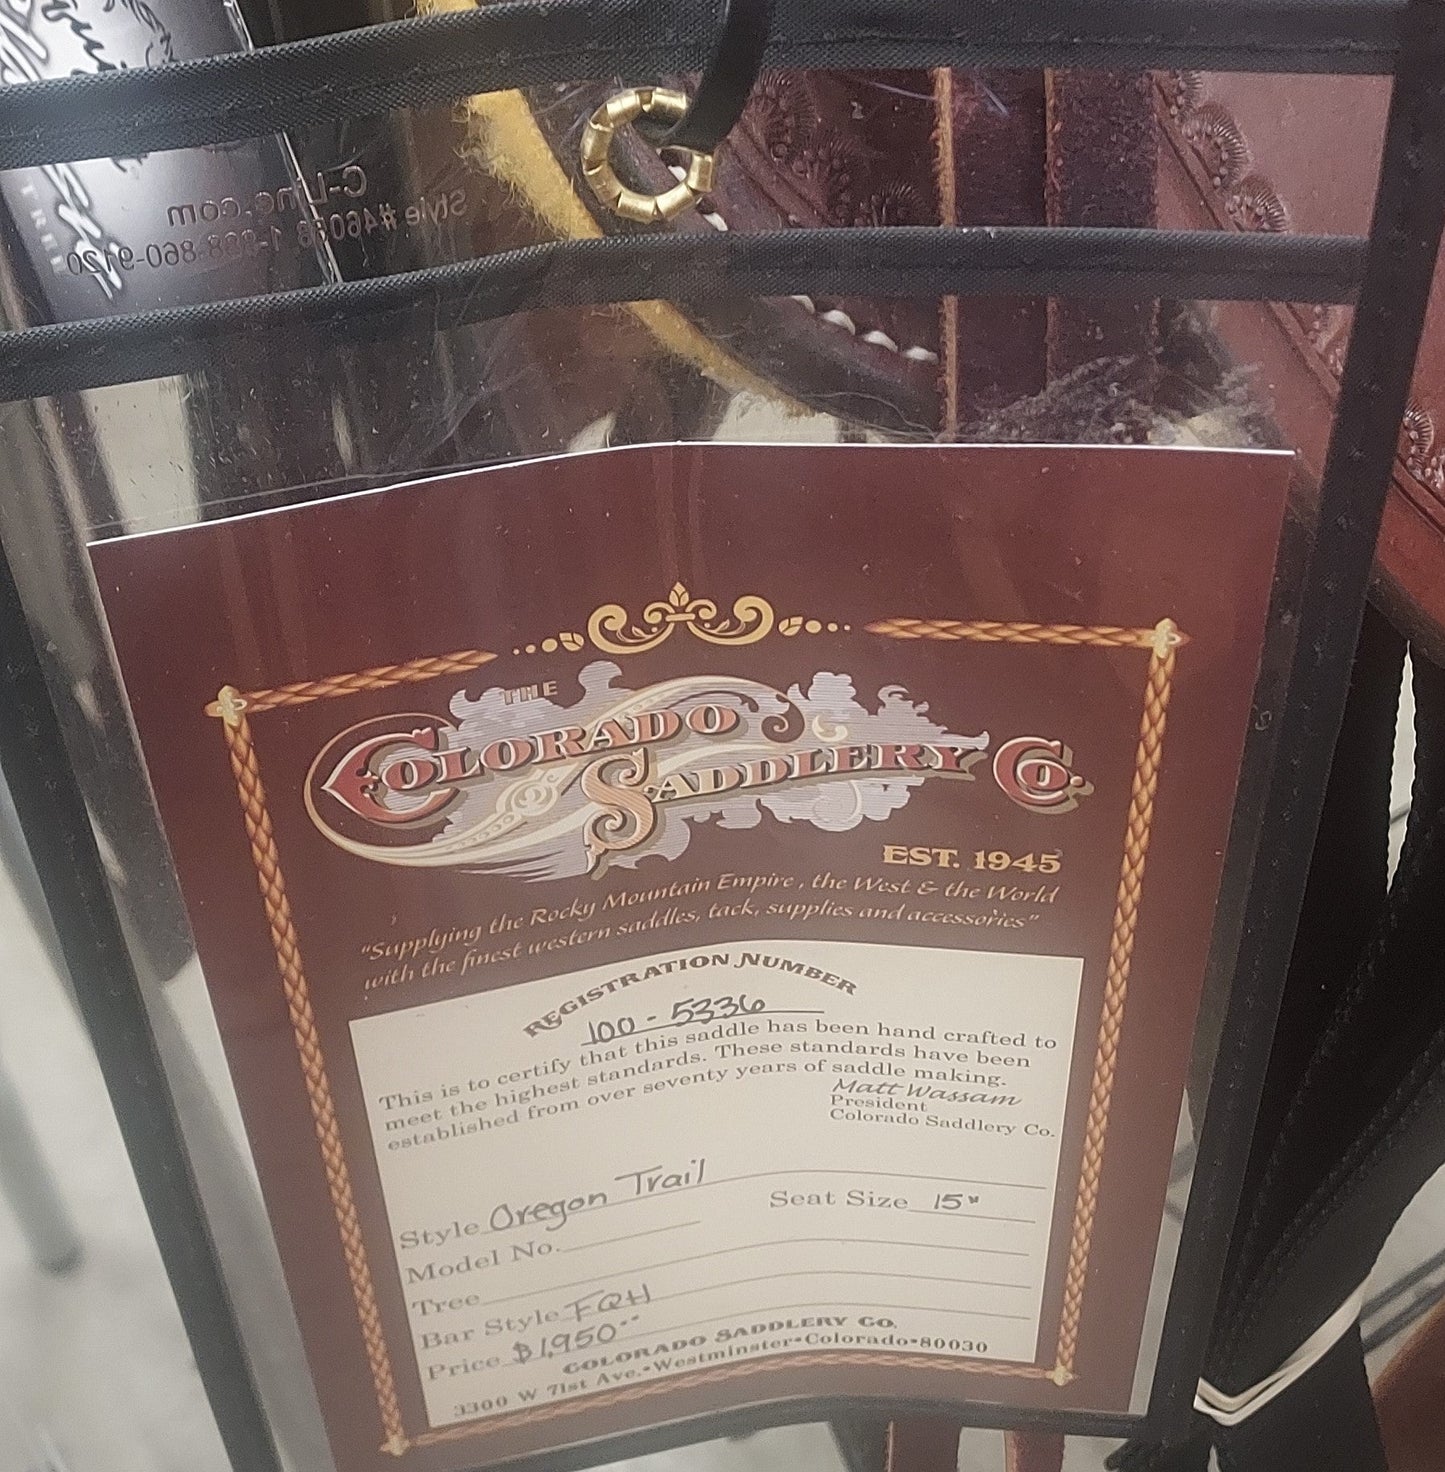 C-Line.com
Style #46058 1-888-860-9120
THE
COLORADO
SADDLERY CO.
EST. 1945
"Supplying the Rocky Mountain Empire, the West & the World
with the finest western saddles, tack, supplies and accessories"
REGISTRATION NUMBER
100-5336
This is to certify that this saddle has been hand crafted to
meet the highest standards. These standards have been
established from over seventy years of saddle making.
Matt Wassam
President
Colorado Saddlery Co.
Style Oregon Trail
Seat Size 15"
Model No.
Tree
Bar Style FQH
Price $1,950⁰⁰
COLORADO SADDLERY CO.
3300 W 71st Ave.•Westminster•Colorado•80030